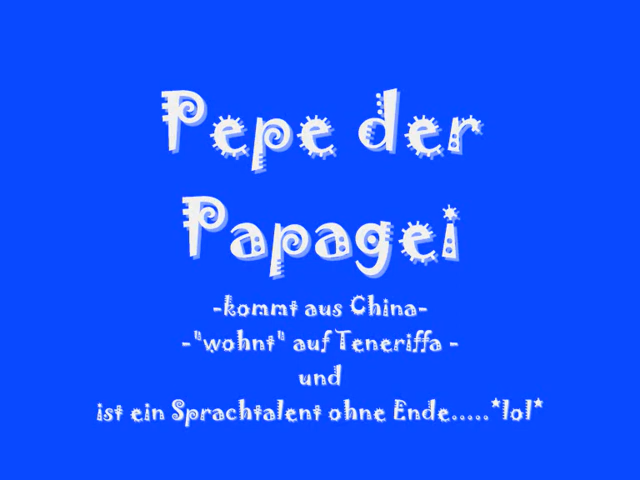 Pepe der
Papagei
-kommt aus China-
-"wohnt" auf Teneriffa -
und
ist ein Sprachtalent ohne Ende.....*lol*